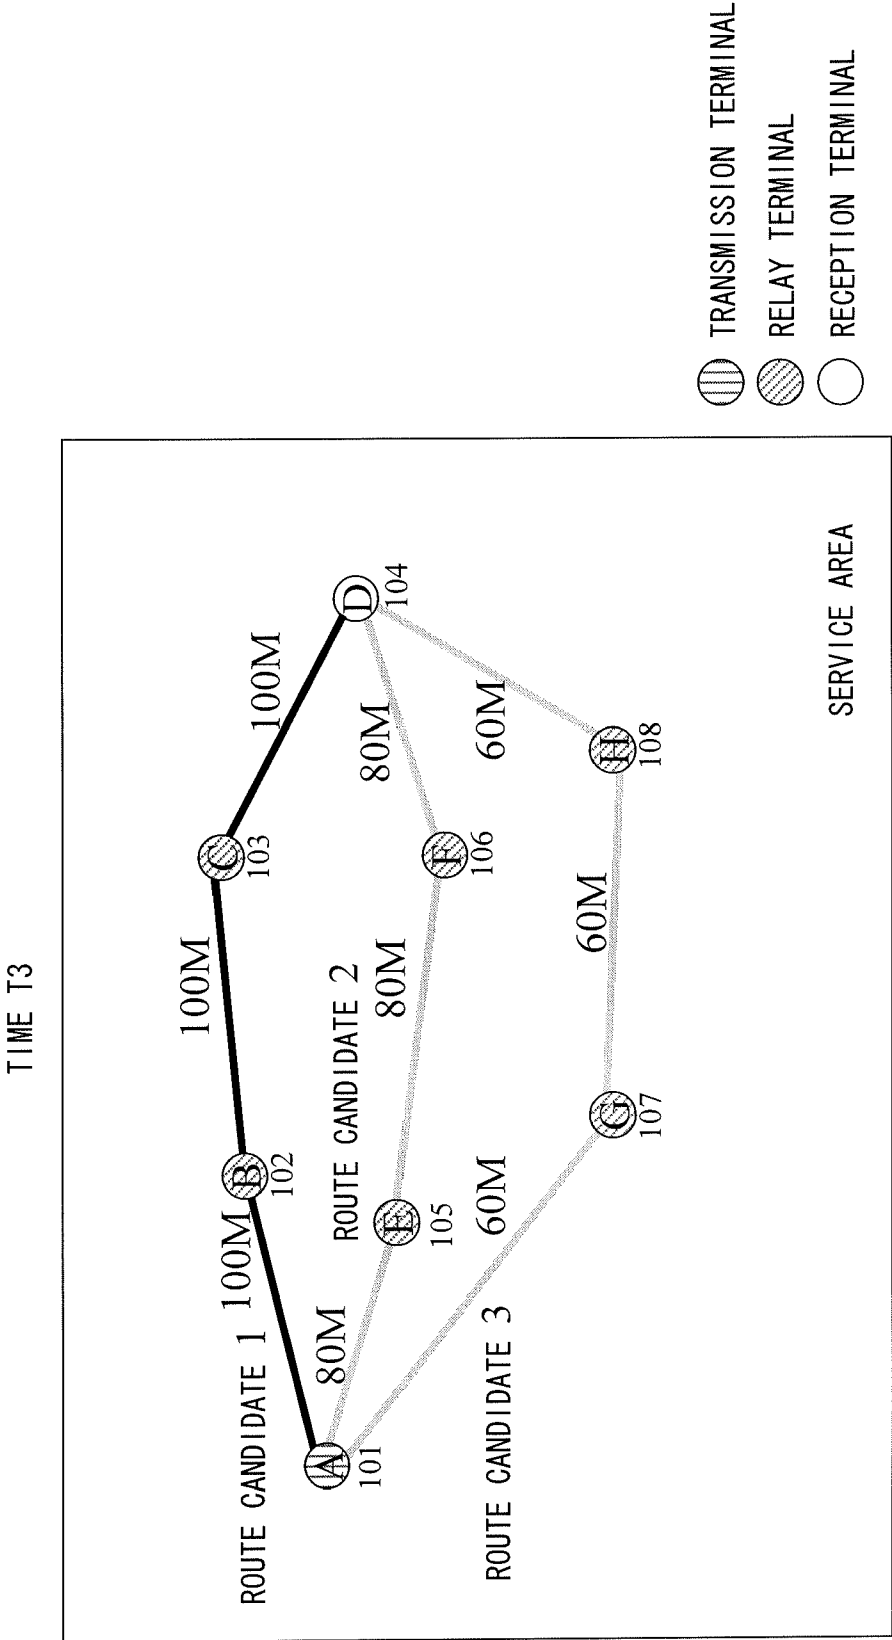 TIME T3
ROUTE CANDIDATE 1
100M
100M
100M
A
101
B
102
C
103
D
104
ROUTE CANDIDATE 2
80M
80M
80M
E
105
F
106
ROUTE CANDIDATE 3
60M
60M
60M
G
107
H
108
SERVICE AREA
TRANSMISSION TERMINAL
RELAY TERMINAL
RECEPTION TERMINAL